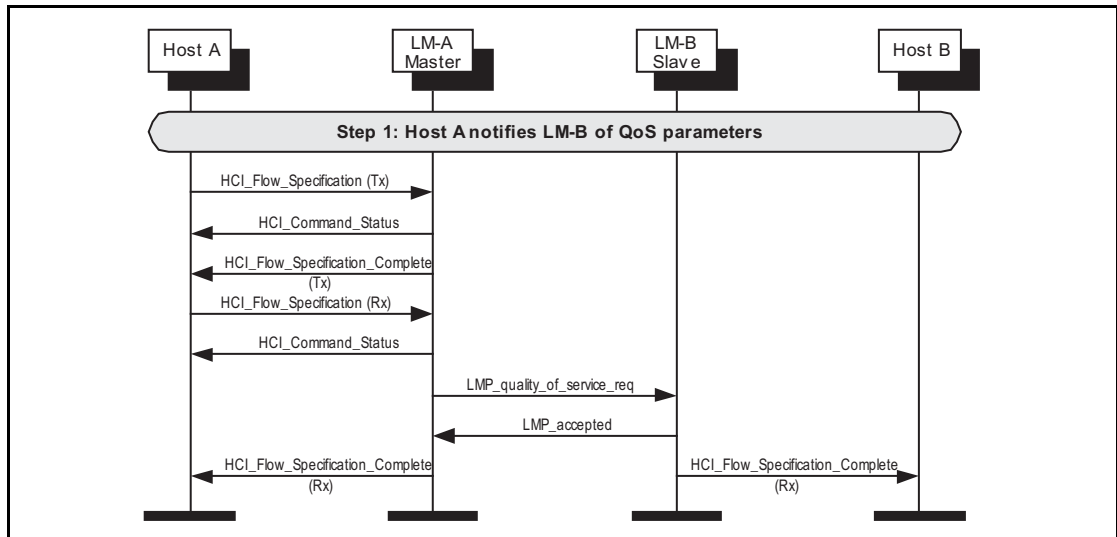 Host A
LM-A
Master
LM-B
Slave
Host B
Step 1: Host A notifies LM-B of QoS parameters
HCI_Flow_Specification (Tx)
HCI_Command_Status
HCI_Flow_Specification_Complete
(Tx)
HCI_Flow_Specification (Rx)
HCI_Command_Status
LMP_quality_of_service_req
LMP_accepted
HCI_Flow_Specification_Complete
(Rx)
HCI_Flow_Specification_Complete
(Rx)